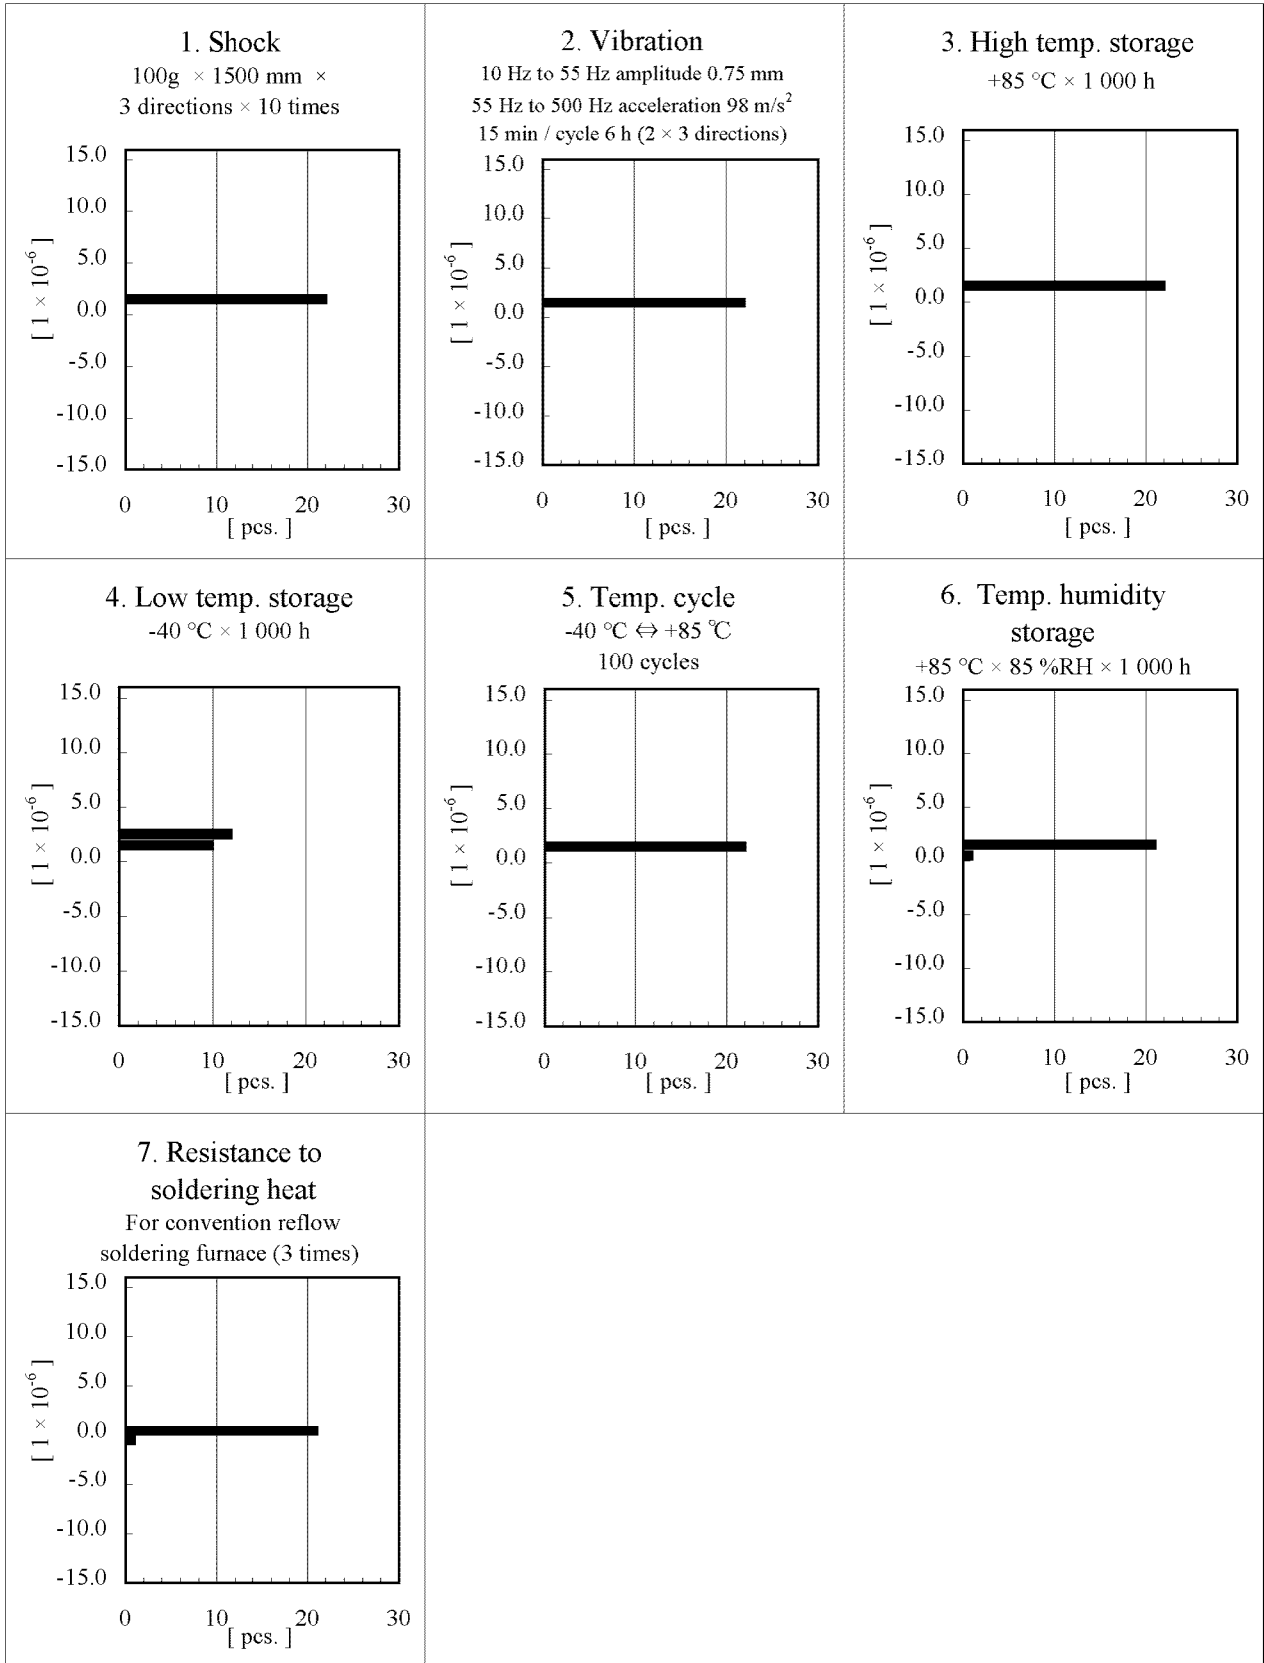 1. Shock
100g × 1500 mm ×
3 directions × 10 times
15.0
10.0
5.0
0.0
-5.0
-10.0
-15.0
[ 1 × 10-6 ]
0 10 20 30
[ pcs. ]
2. Vibration
10 Hz to 55 Hz amplitude 0.75 mm
55 Hz to 500 Hz acceleration 98 m/s2
15 min / cycle 6 h (2 × 3 directions)
15.0
10.0
5.0
0.0
-5.0
-10.0
-15.0
[ 1 × 10-6 ]
0 10 20 30
[ pcs. ]
3. High temp. storage
+85 °C × 1 000 h
15.0
10.0
5.0
0.0
-5.0
-10.0
-15.0
[ 1 × 10-6 ]
0 10 20 30
[ pcs. ]
4. Low temp. storage
-40 °C × 1 000 h
15.0
10.0
5.0
0.0
-5.0
-10.0
-15.0
[ 1 × 10-6 ]
0 10 20 30
[ pcs. ]
5. Temp. cycle
-40 °C ⇔ +85 ℃
100 cycles
15.0
10.0
5.0
0.0
-5.0
-10.0
-15.0
[ 1 × 10-6 ]
0 10 20 30
[ pcs. ]
6. Temp. humidity
storage
+85 °C × 85 %RH × 1 000 h
15.0
10.0
5.0
0.0
-5.0
-10.0
-15.0
[ 1 × 10-6 ]
0 10 20 30
[ pcs. ]
7. Resistance to
soldering heat
For convention reflow
soldering furnace (3 times)
15.0
10.0
5.0
0.0
-5.0
-10.0
-15.0
[ 1 × 10-6 ]
0 10 20 30
[ pcs. ]